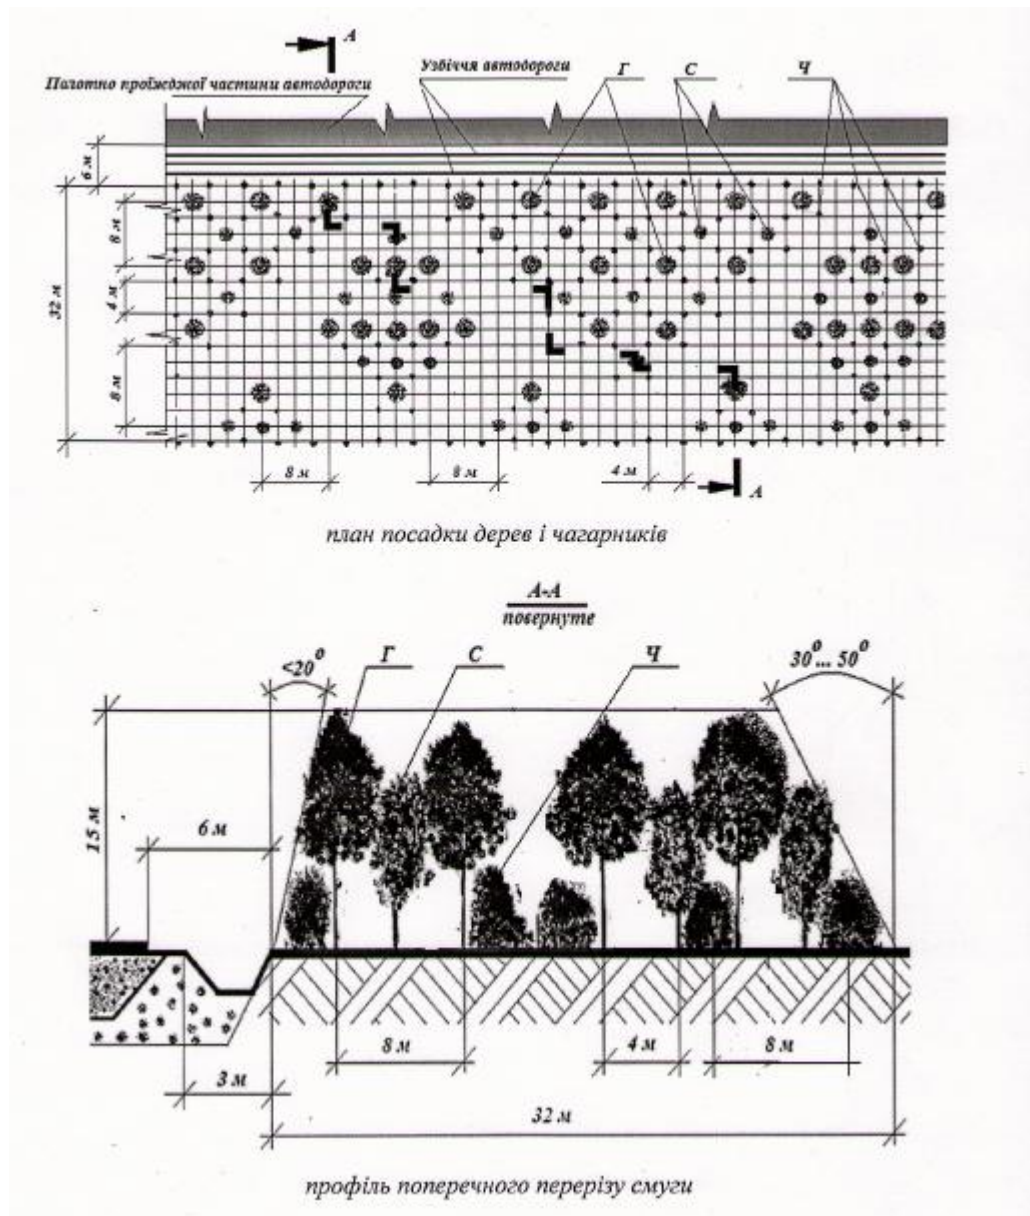 А
Полотно проїжджої частини автодороги
Узбіччя автодороги
Г
С
Ч
6 м
32 м
8 м
4 м
8 м
8 м
8 м
4 м
А
план посадки дерев і чагарників
А-А
повернуте
<20°
Г
С
Ч
30°... 50°
15 м
6 м
8 м
4 м
8 м
3 м
32 м
профіль поперечного перерізу смуги